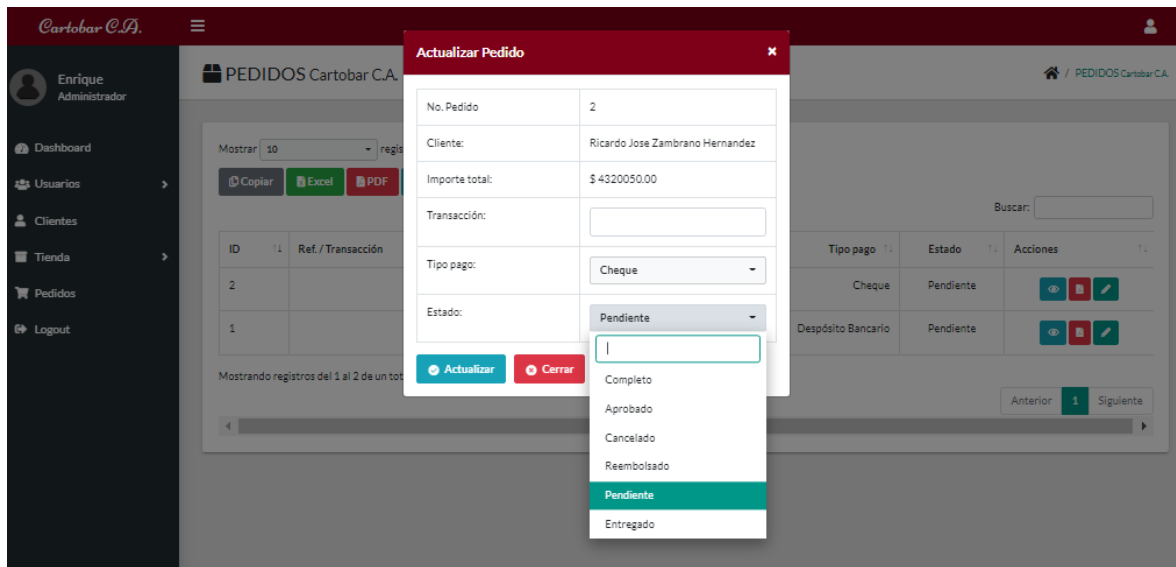 Cartobar C.A.
Enrique
Administrador
Dashboard
Usuarios
Clientes
Tienda
Pedidos
Logout
PEDIDOS Cartobar C.A.
/ PEDIDOS Cartobar C.A.
Mostrar 10 regis
Copiar Excel PDF
Buscar:
ID Ref. / Transacción Tipo pago Estado Acciones
2 Cheque Pendiente
1 Despósito Bancario Pendiente
Mostrando registros del 1 al 2 de un tot
Anterior 1 Siguiente
Actualizar Pedido
No. Pedido 2
Cliente: Ricardo Jose Zambrano Hernandez
Importe total: $ 4320050.00
Transacción:
Tipo pago: Cheque
Estado: Pendiente
Actualizar Cerrar
Completo
Aprobado
Cancelado
Reembolsado
Pendiente
Entregado